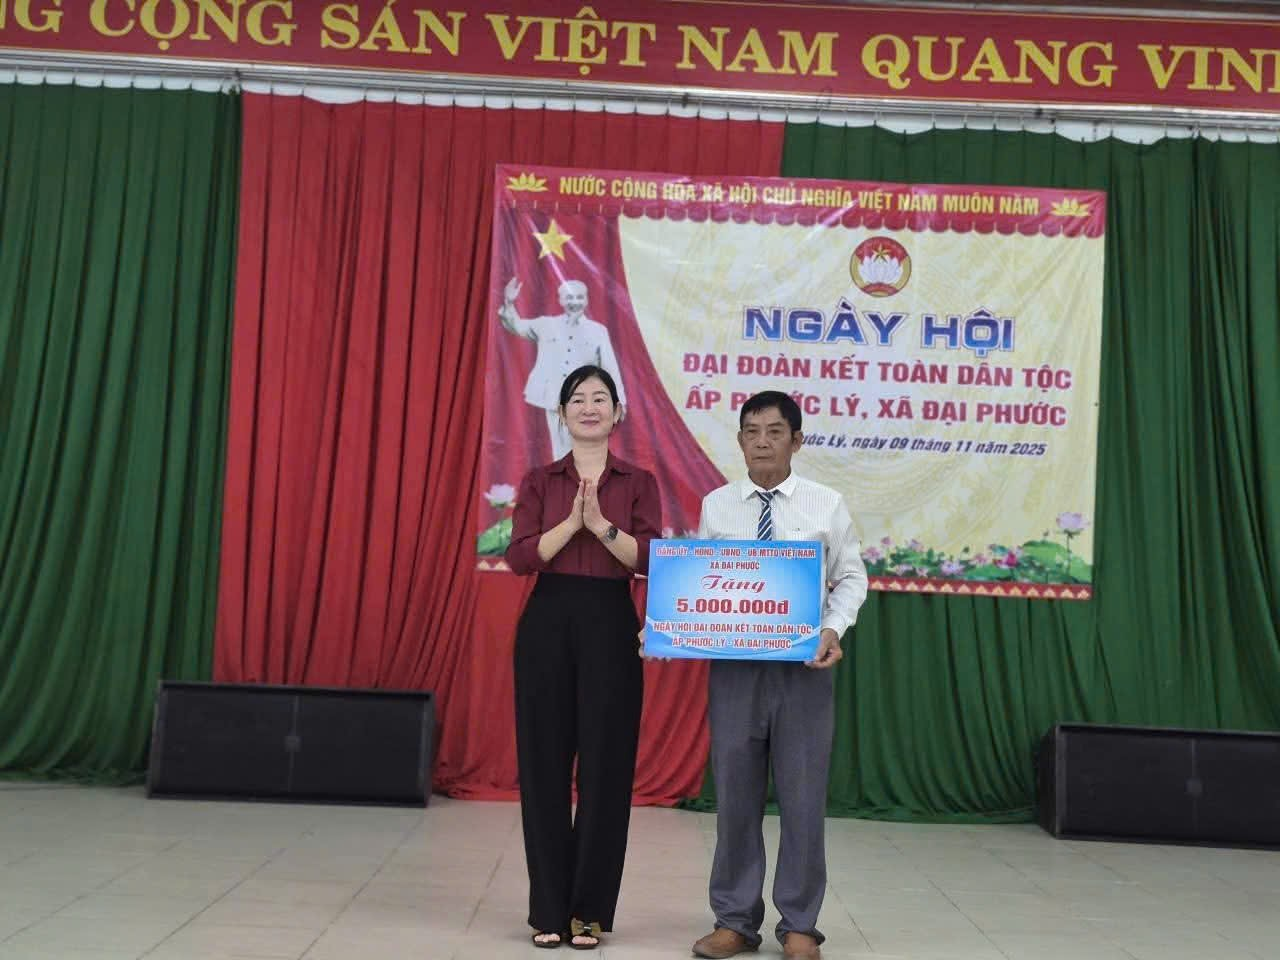 NG CỘNG SẢN VIỆT NAM QUANG VINH
NƯỚC CỘNG HÒA XÃ HỘI CHỦ NGHĨA VIỆT NAM MUÔN NĂM
NGÀY HỘI
ĐẠI ĐOÀN KẾT TOÀN DÂN TỘC
ẤP PHƯỚC LÝ, XÃ ĐẠI PHƯỚC
Phước Lý, ngày 09 tháng 11 năm 2025
ĐẢNG ỦY - HĐND - UBND - UB MTTQ VIỆT NAM
XÃ ĐẠI PHƯỚC
Tặng
5.000.000đ
NGÀY HỘI ĐẠI ĐOÀN KẾT TOÀN DÂN TỘC
ẤP PHƯỚC LÝ - XÃ ĐẠI PHƯỚC